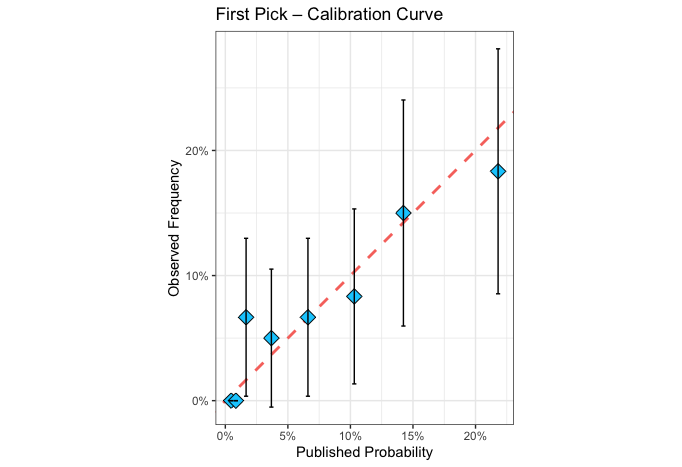 First Pick – Calibration Curve
Observed Frequency
20%
10%
0%
0% 5% 10% 15% 20%
Published Probability